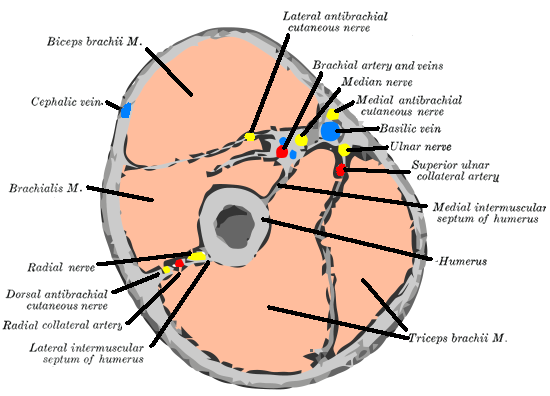 Lateral antibrachial
cutaneous nerve
Biceps brachii M.
Brachial artery and veins
Median nerve
Cephalic vein
Medial antibrachial
cutaneous nerve
Basilic vein
Ulnar nerve
Superior ulnar
collateral artery
Brachialis M.
Medial intermuscular
septum of humerus
Humerus
Radial nerve
Dorsal antibrachial
cutaneous nerve
Radial collateral artery
Triceps brachii M.
Lateral intermuscular
septum of humerus